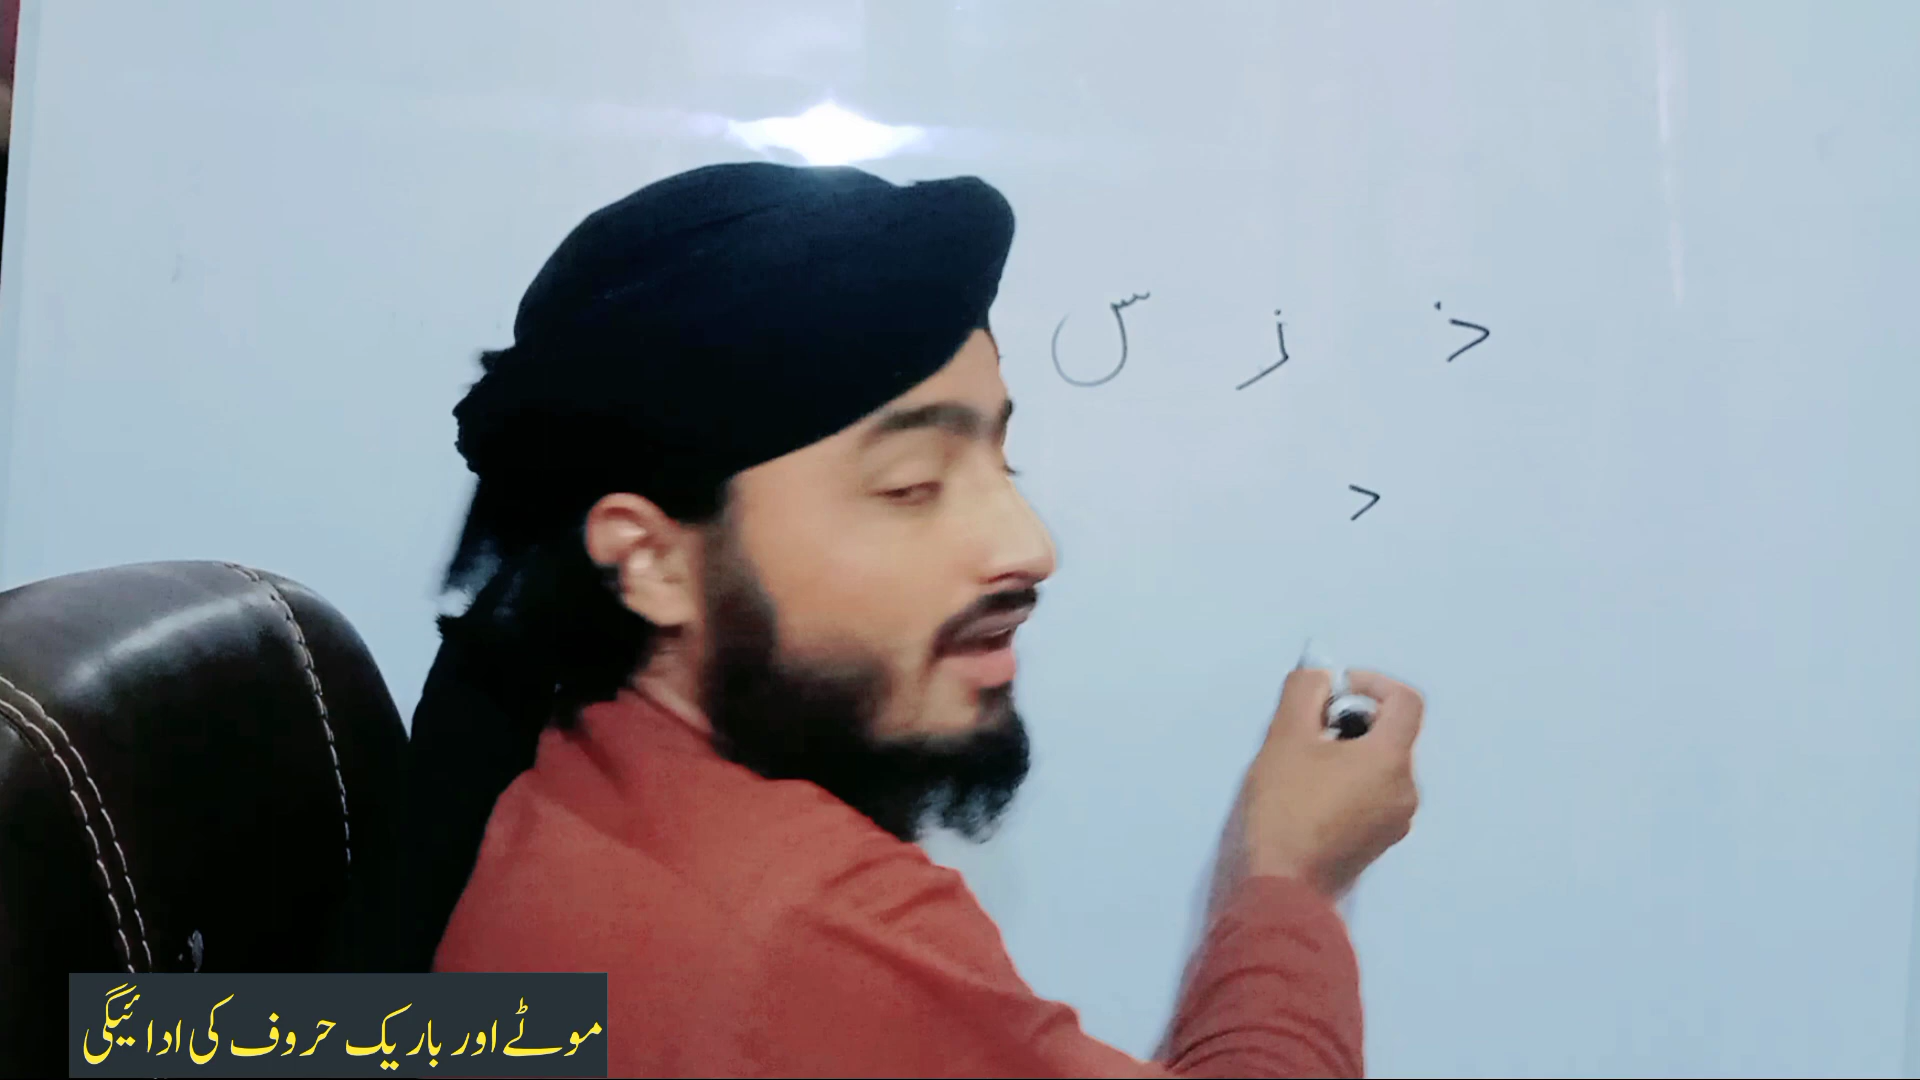 ذ ز س
د
موٹے اور باریک حروف کی ادائیگی